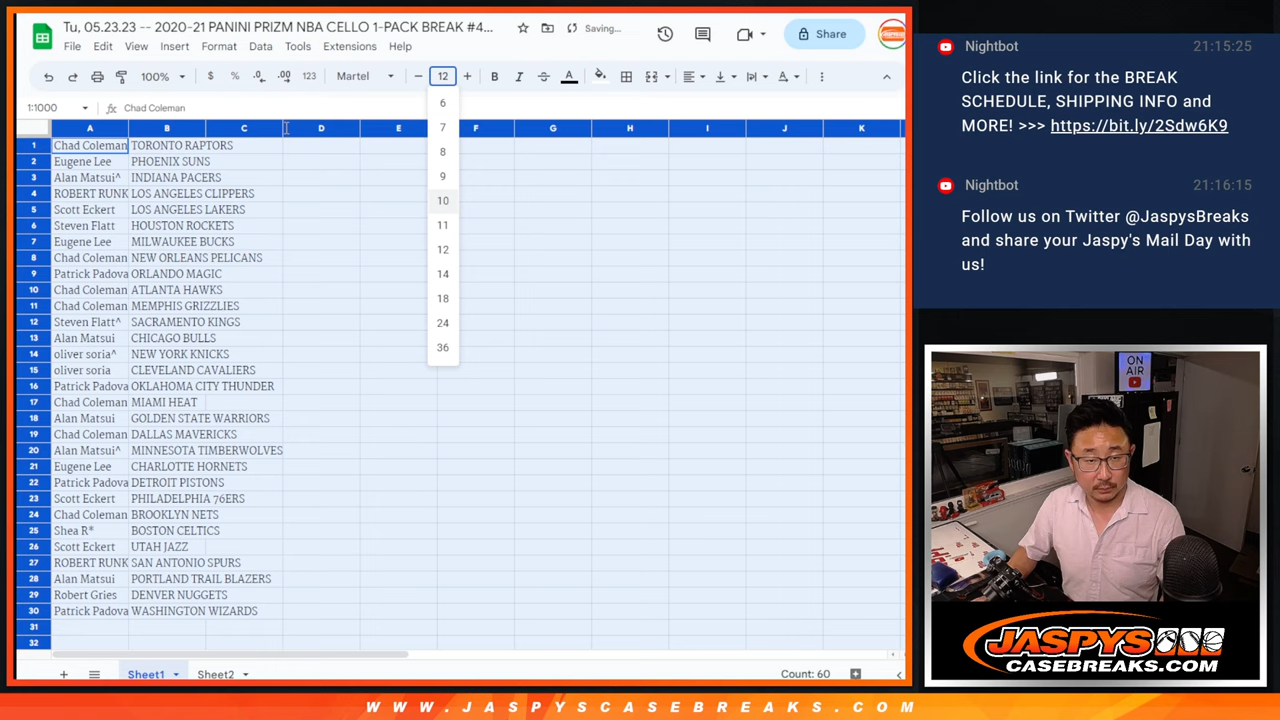 Tu, 05.23.23 -- 2020-21 PANINI PRIZM NBA CELLO 1-PACK BREAK #4...
Saving...
Share
File Edit View Insert Format Data Tools Extensions Help
100% $ % .0 .00 123 Martel − 12 + B I A
1:1000 fx Chad Coleman
A B C D E F G H I J K
1 Chad Coleman TORONTO RAPTORS
2 Eugene Lee PHOENIX SUNS
3 Alan Matsui^ INDIANA PACERS
4 ROBERT RUNK LOS ANGELES CLIPPERS
5 Scott Eckert LOS ANGELES LAKERS
6 Steven Flatt HOUSTON ROCKETS
7 Eugene Lee MILWAUKEE BUCKS
8 Chad Coleman NEW ORLEANS PELICANS
9 Patrick Padova ORLANDO MAGIC
10 Chad Coleman ATLANTA HAWKS
11 Chad Coleman MEMPHIS GRIZZLIES
12 Steven Flatt^ SACRAMENTO KINGS
13 Alan Matsui CHICAGO BULLS
14 oliver soria^ NEW YORK KNICKS
15 oliver soria CLEVELAND CAVALIERS
16 Patrick Padova OKLAHOMA CITY THUNDER
17 Chad Coleman MIAMI HEAT
18 Alan Matsui GOLDEN STATE WARRIORS
19 Chad Coleman DALLAS MAVERICKS
20 Alan Matsui^ MINNESOTA TIMBERWOLVES
21 Eugene Lee CHARLOTTE HORNETS
22 Patrick Padova DETROIT PISTONS
23 Scott Eckert PHILADELPHIA 76ERS
24 Chad Coleman BROOKLYN NETS
25 Shea R* BOSTON CELTICS
26 Scott Eckert UTAH JAZZ
27 ROBERT RUNK SAN ANTONIO SPURS
28 Alan Matsui PORTLAND TRAIL BLAZERS
29 Robert Gries DENVER NUGGETS
30 Patrick Padova WASHINGTON WIZARDS
31
32
6
7
8
9
10
11
12
14
18
24
36
Sheet1 Sheet2 Count: 60
Nightbot 21:15:25
Click the link for the BREAK
SCHEDULE, SHIPPING INFO and
MORE! >>> https://bit.ly/2Sdw6K9
Nightbot 21:16:15
Follow us on Twitter @JaspysBreaks
and share your Jaspy's Mail Day with
us!
ON
AIR
JASPYS
CASEBREAKS.COM
WWW.JASPYSCASEBREAKS.COM